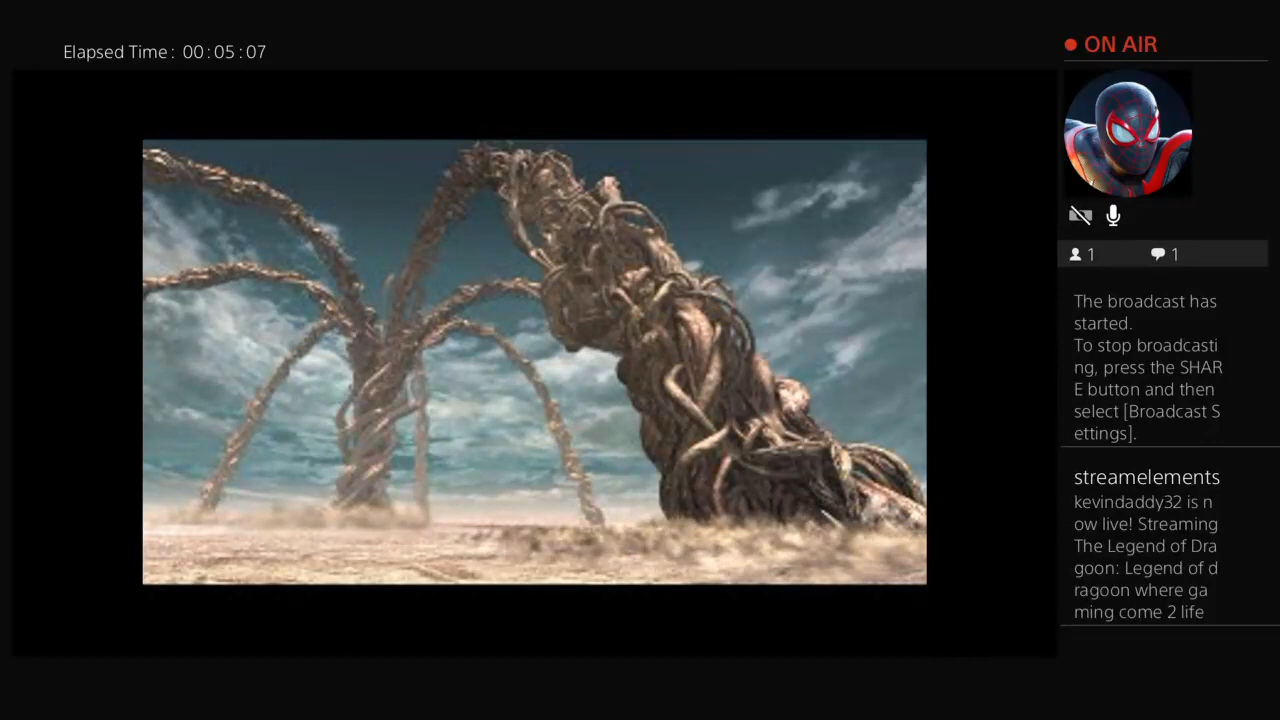 Elapsed Time: 00:05:07
ON AIR
1
1
The broadcast has
started.
To stop broadcasti
ng, press the SHAR
E button and then
select [Broadcast S
ettings].
streamelements
kevindaddy32 is n
ow live! Streaming
The Legend of Dra
goon: Legend of d
ragoon where ga
ming come 2 life